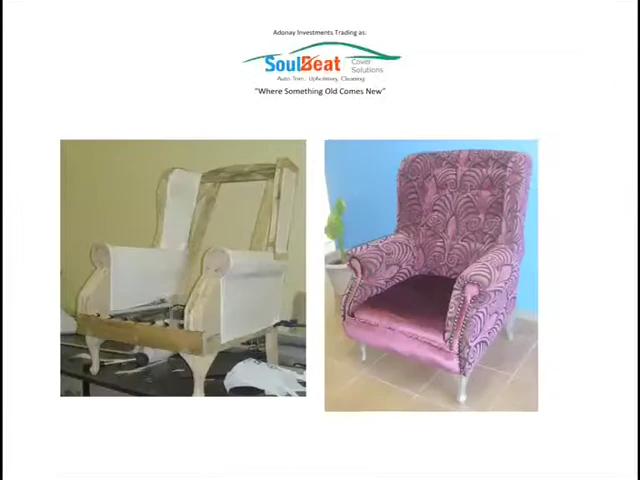 Adonay Investments Trading as:
SoulBeat Cover
Solutions
Auto Trim, Upholstery, Cleaning
"Where Something Old Comes New"